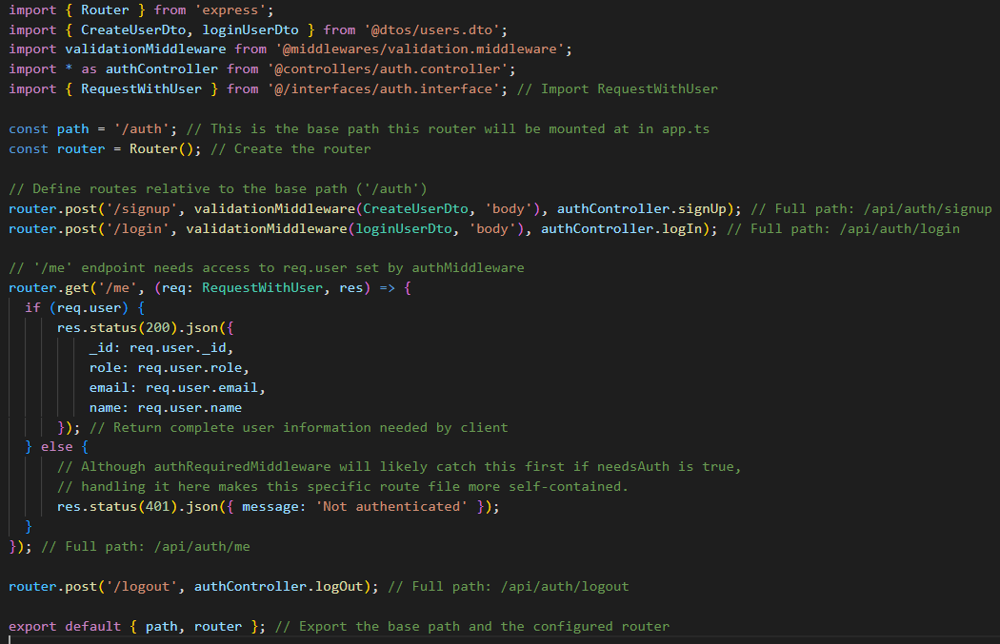 import { Router } from 'express';
import { CreateUserDto, loginUserDto } from '@dtos/users.dto';
import validationMiddleware from '@middlewares/validation.middleware';
import * as authController from '@controllers/auth.controller';
import { RequestWithUser } from '@/interfaces/auth.interface'; // Import RequestWithUser

const path = '/auth'; // This is the base path this router will be mounted at in app.ts
const router = Router(); // Create the router

// Define routes relative to the base path ('/auth')
router.post('/signup', validationMiddleware(CreateUserDto, 'body'), authController.signUp); // Full path: /api/auth/signup
router.post('/login', validationMiddleware(loginUserDto, 'body'), authController.logIn); // Full path: /api/auth/login

// '/me' endpoint needs access to req.user set by authMiddleware
router.get('/me', (req: RequestWithUser, res) => {
  if (req.user) {
      res.status(200).json({
          _id: req.user._id,
          role: req.user.role,
          email: req.user.email,
          name: req.user.name
      }); // Return complete user information needed by client
  } else {
      // Although authRequiredMiddleware will likely catch this first if needsAuth is true,
      // handling it here makes this specific route file more self-contained.
      res.status(401).json({ message: 'Not authenticated' });
  }
}); // Full path: /api/auth/me

router.post('/logout', authController.logOut); // Full path: /api/auth/logout

export default { path, router }; // Export the base path and the configured router